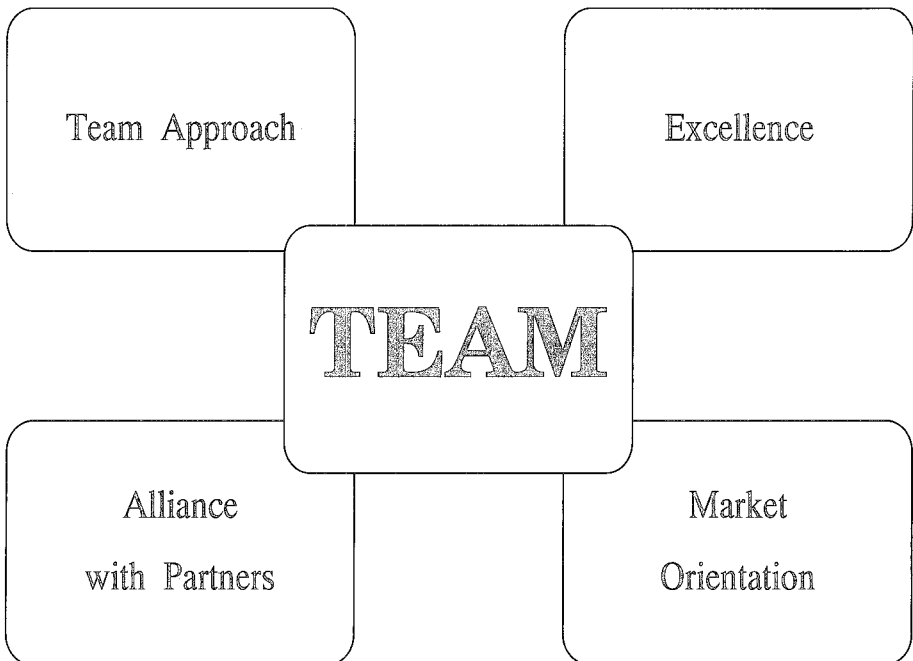 Team Approach
Excellence
TEAM
Alliance
with Partners
Market
Orientation